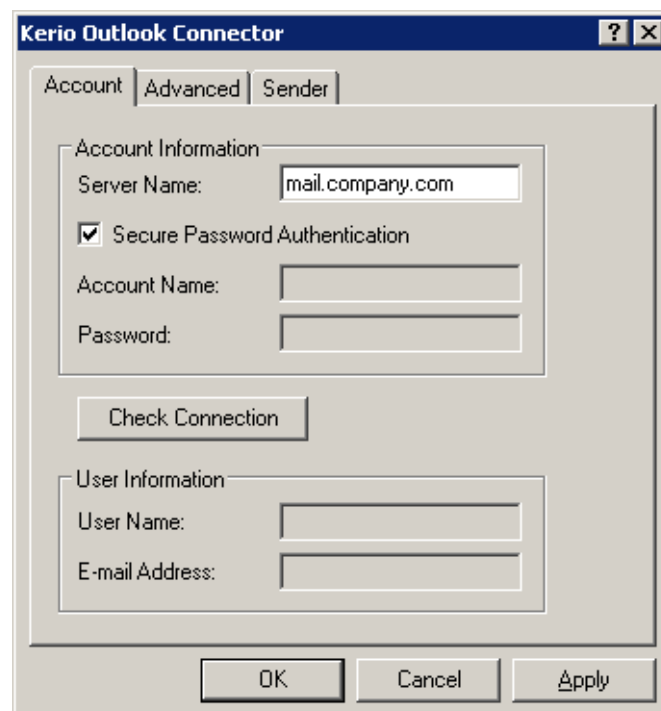 Kerio Outlook Connector
Account Advanced Sender
Account Information
Server Name: mail.company.com
Secure Password Authentication
Account Name:
Password:
Check Connection
User Information
User Name:
E-mail Address:
OK Cancel Apply